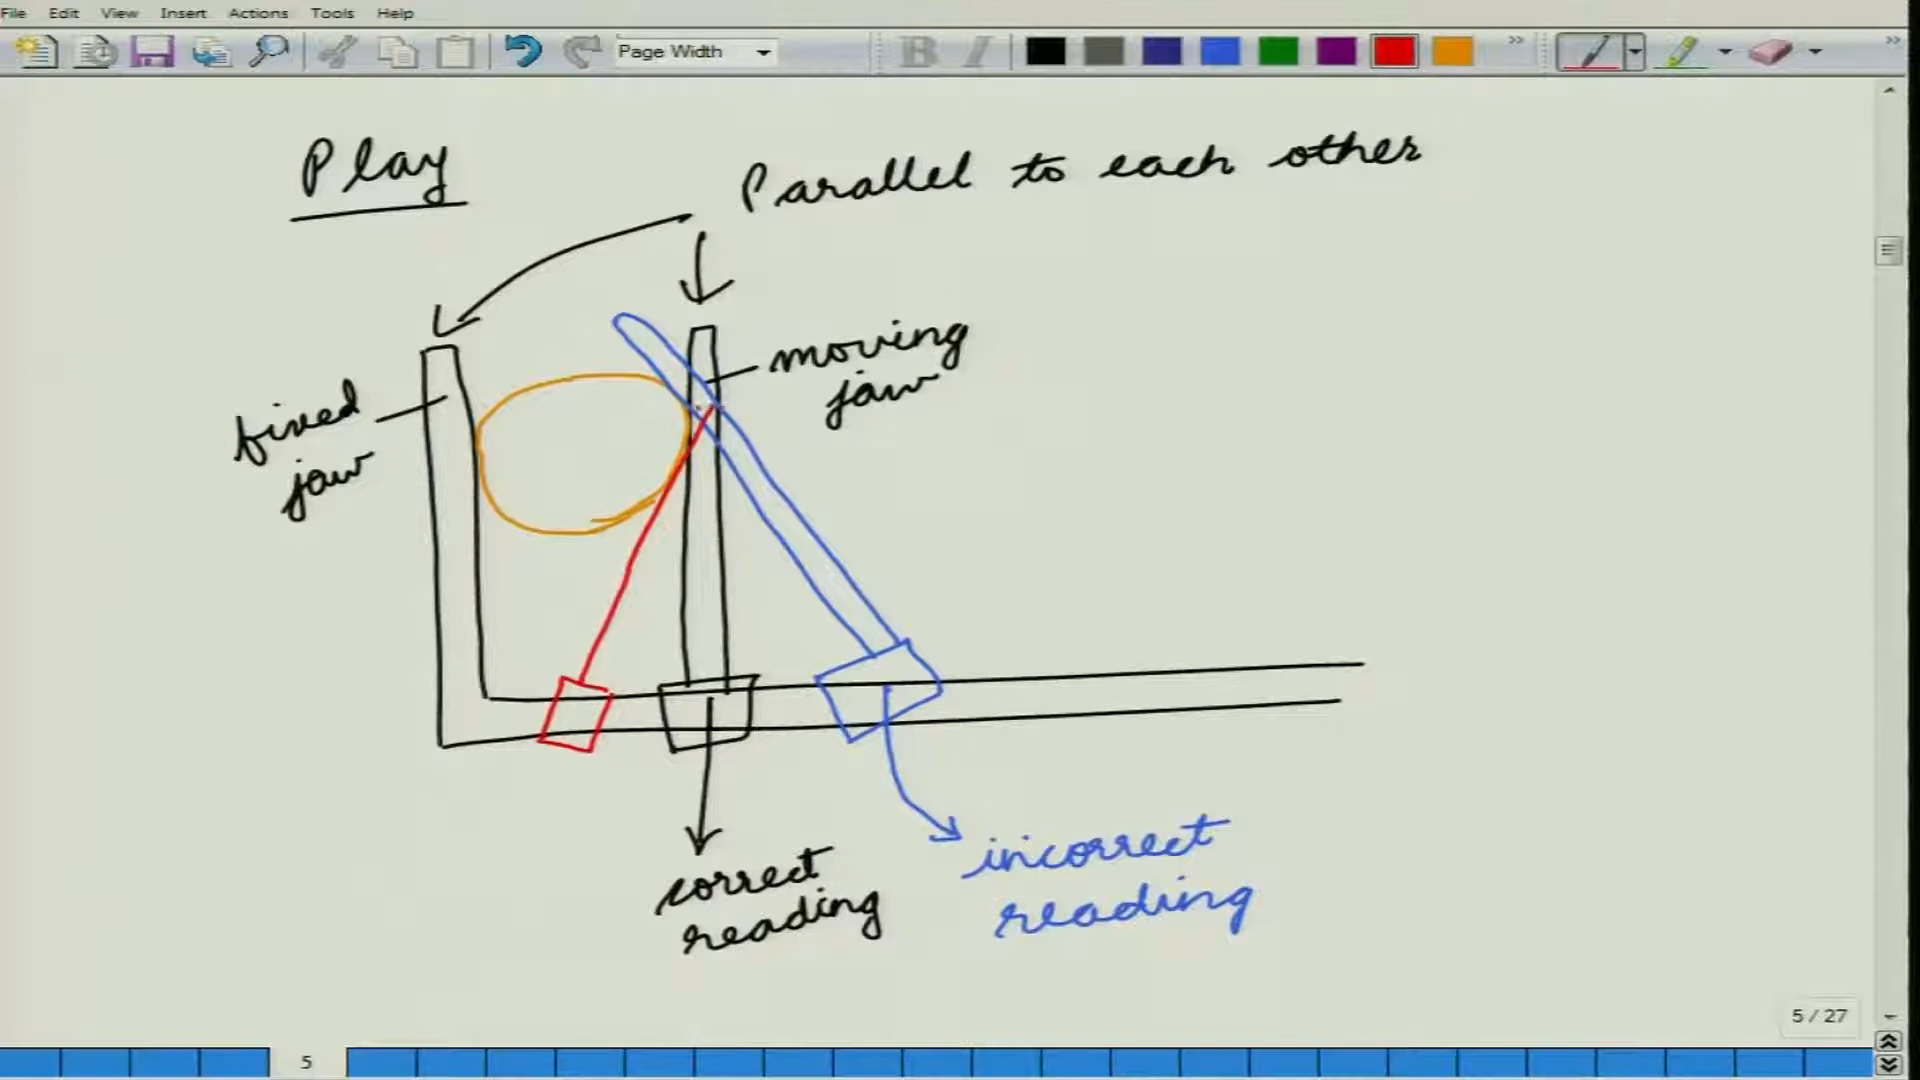 File Edit View Insert Actions Tools Help
Page Width
B I
Play
Parallel to each other
moving
jaw
fixed
jaw
correct
reading
incorrect
reading
5 / 27
5